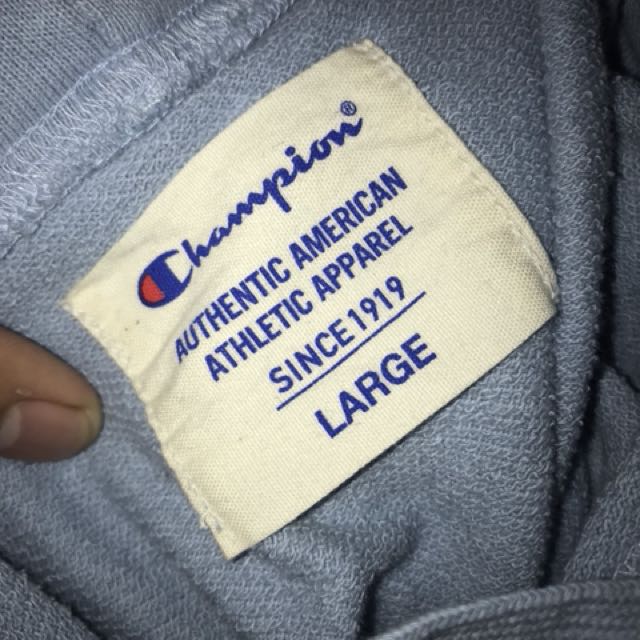 Champion®
AUTHENTIC AMERICAN
ATHLETIC APPAREL
SINCE 1919
LARGE